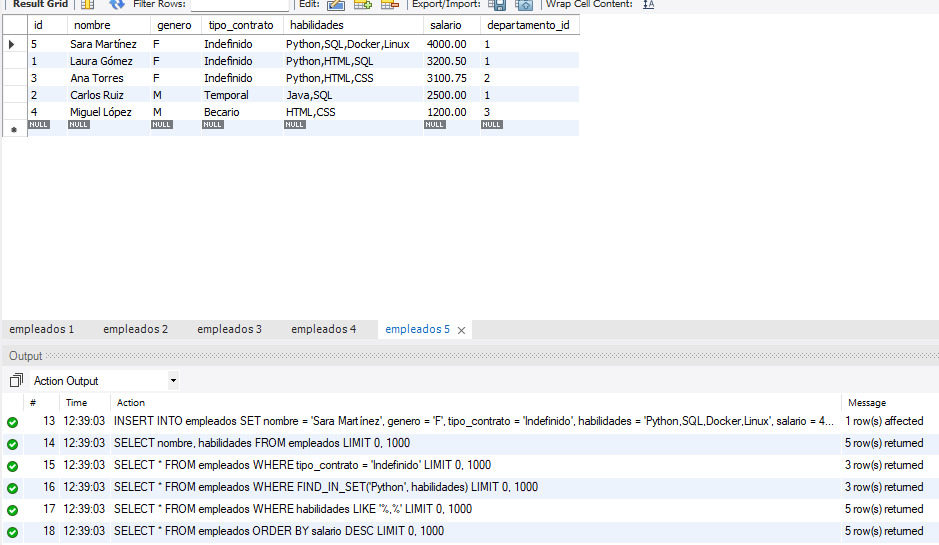 Result Grid Filter Rows: Edit: Export/Import: Wrap Cell Content: IA
id nombre genero tipo_contrato habilidades salario departamento_id
5 Sara Martínez F Indefinido Python,SQL,Docker,Linux 4000.00 1
1 Laura Gómez F Indefinido Python,HTML,SQL 3200.50 1
3 Ana Torres F Indefinido Python,HTML,CSS 3100.75 2
2 Carlos Ruiz M Temporal Java,SQL 2500.00 1
4 Miguel López M Becario HTML,CSS 1200.00 3
NULL NULL NULL NULL NULL NULL NULL
empleados 1 empleados 2 empleados 3 empleados 4 empleados 5
Output
Action Output
# Time Action Message
13 12:39:03 INSERT INTO empleados SET nombre = 'Sara Martínez', genero = 'F', tipo_contrato = 'Indefinido', habilidades = 'Python,SQL,Docker,Linux', salario = 4... 1 row(s) affected
14 12:39:03 SELECT nombre, habilidades FROM empleados LIMIT 0, 1000 5 row(s) returned
15 12:39:03 SELECT * FROM empleados WHERE tipo_contrato = 'Indefinido' LIMIT 0, 1000 3 row(s) returned
16 12:39:03 SELECT * FROM empleados WHERE FIND_IN_SET('Python', habilidades) LIMIT 0, 1000 3 row(s) returned
17 12:39:03 SELECT * FROM empleados WHERE habilidades LIKE '%,%' LIMIT 0, 1000 5 row(s) returned
18 12:39:03 SELECT * FROM empleados ORDER BY salario DESC LIMIT 0, 1000 5 row(s) returned